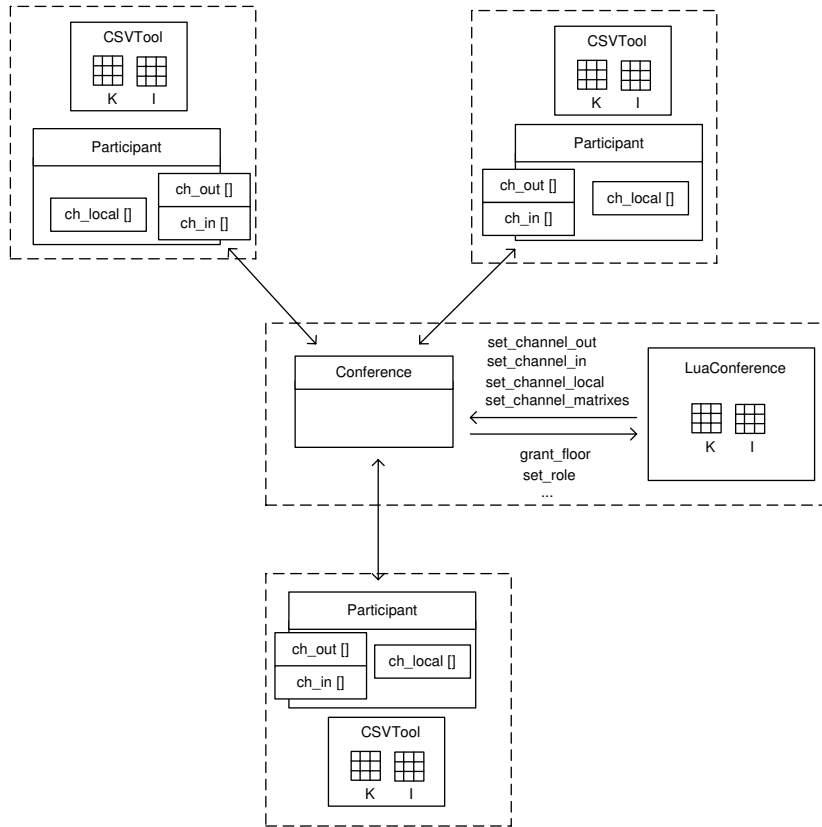 CSVTool
K I
Participant
ch_out []
ch_local []
ch_in []
CSVTool
K I
Participant
ch_out []
ch_local []
ch_in []
Conference
set_channel_out
set_channel_in
set_channel_local
set_channel_matrixes
grant_floor
set_role
...
LuaConference
K I
Participant
ch_out []
ch_local []
ch_in []
CSVTool
K I